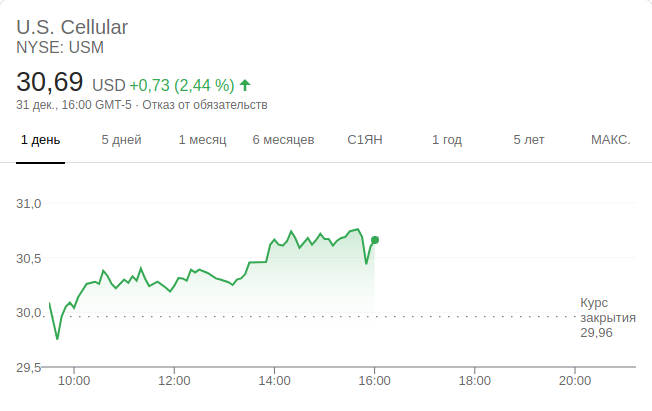 U.S. Cellular
NYSE: USM
30,69 USD +0,73 (2,44 %)
31 дек., 16:00 GMT-5 · Отказ от обязательств
1 день 5 дней 1 месяц 6 месяцев С1ЯН 1 год 5 лет МАКС.
31,0
30,5
30,0
Курс
закрытия
29,96
29,5
10:00 12:00 14:00 16:00 18:00 20:00